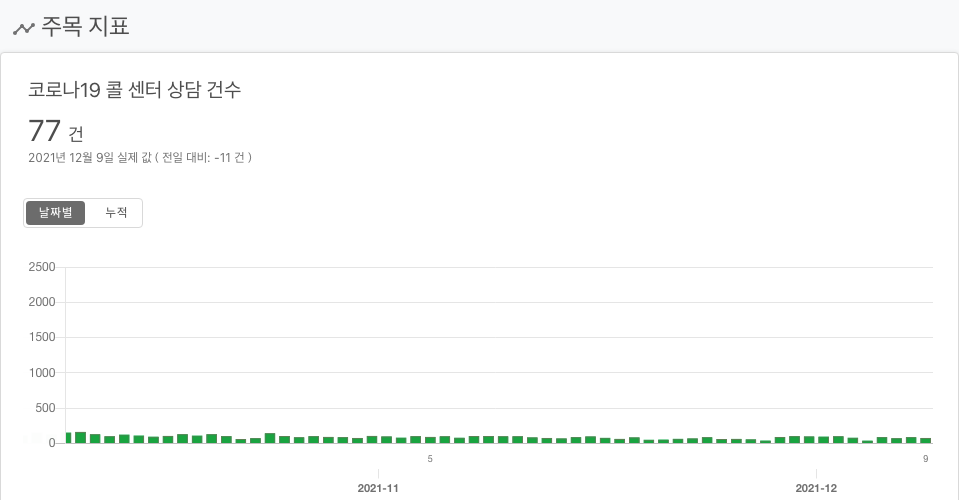 주목 지표
코로나19 콜 센터 상담 건수
77 건
2021년 12월 9일 실제 값 ( 전일 대비: -11 건 )
날짜별 누적
2500
2000
1500
1000
500
0
5 9
2021-11 2021-12